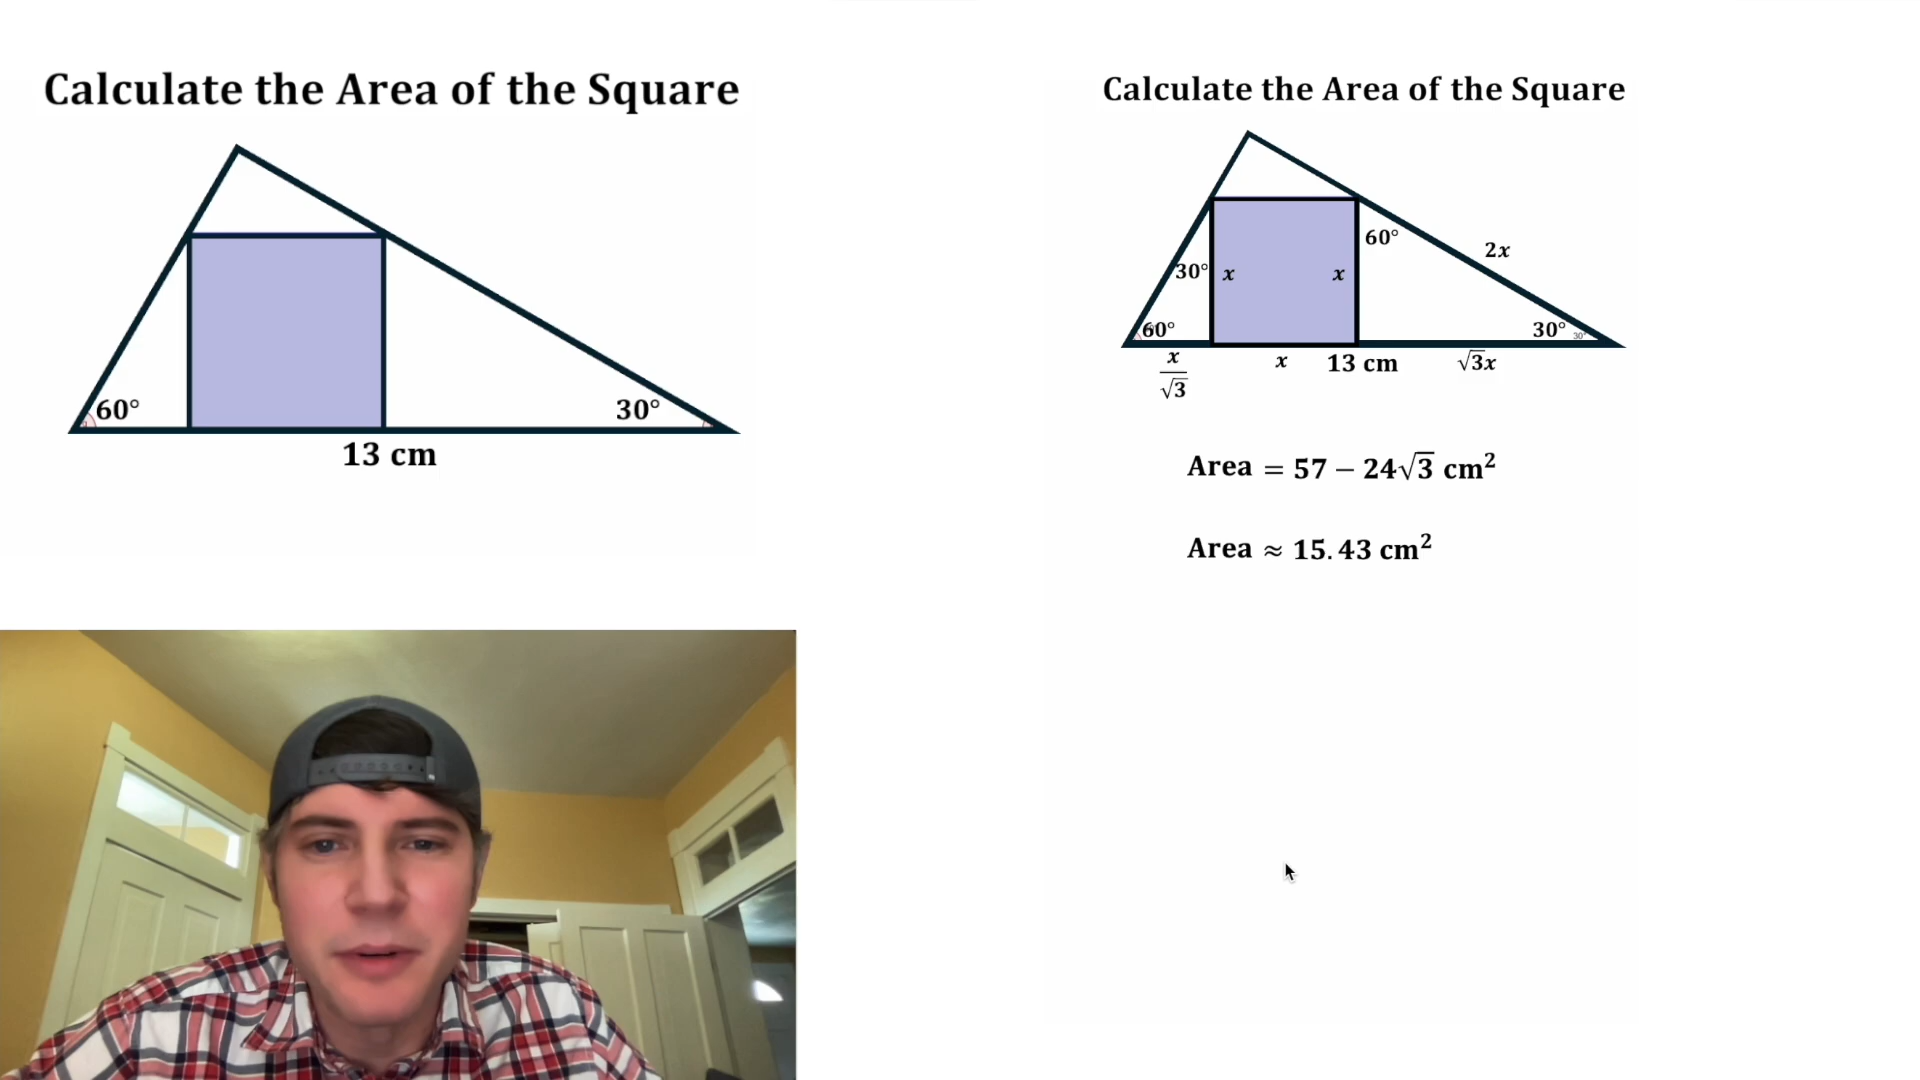 Calculate the Area of the Square
60°
30°
13 cm
Calculate the Area of the Square
60°
2x
30°
x
x
60°
30°
30°
x/√3
x
13 cm
√3x
Area = 57 − 24√3 cm²
Area ≈ 15.43 cm²